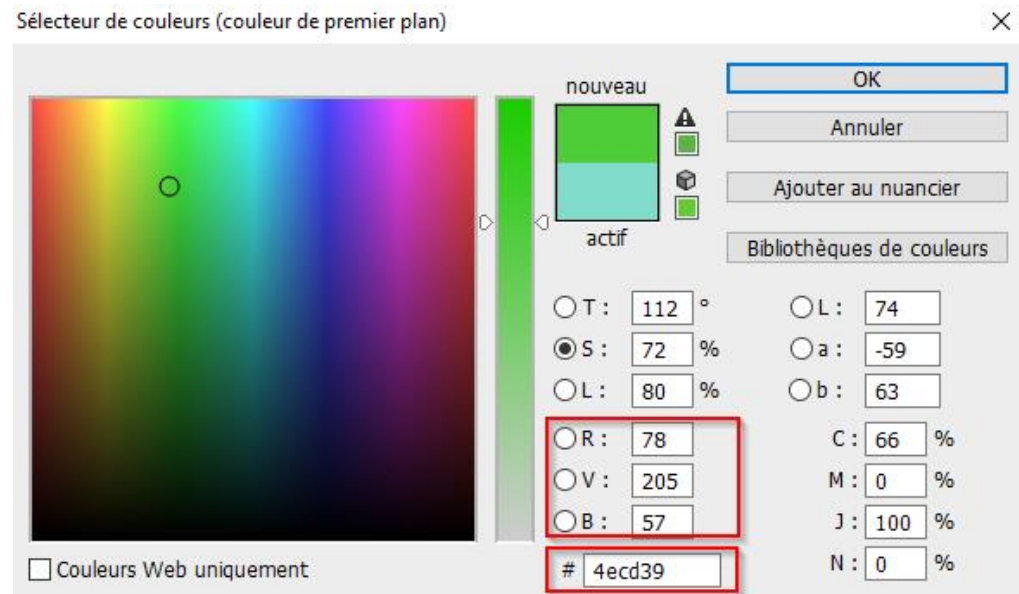 Sélecteur de couleurs (couleur de premier plan)
nouveau
actif
OK
Annuler
Ajouter au nuancier
Bibliothèques de couleurs
T : 112 °
S : 72 %
L : 80 %
R : 78
V : 205
B : 57
# 4ecd39
L : 74
a : -59
b : 63
C : 66 %
M : 0 %
J : 100 %
N : 0 %
Couleurs Web uniquement